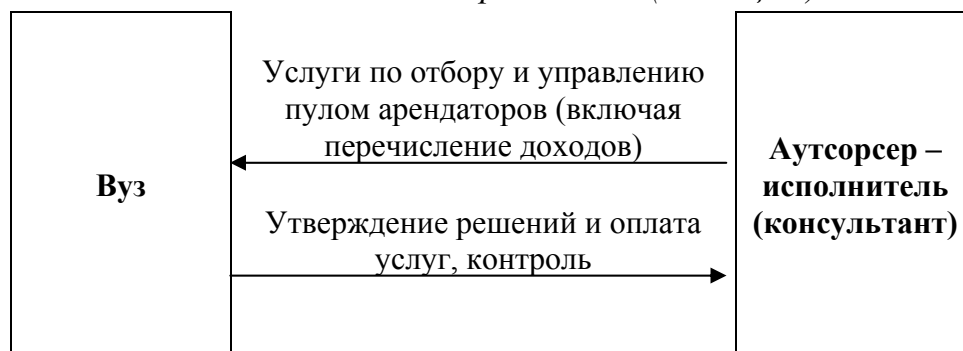 Услуги по отбору и управлению
пулом арендаторов (включая
перечисление доходов)
Вуз
Аутсорсер –
исполнитель
(консультант)
Утверждение решений и оплата
услуг, контроль